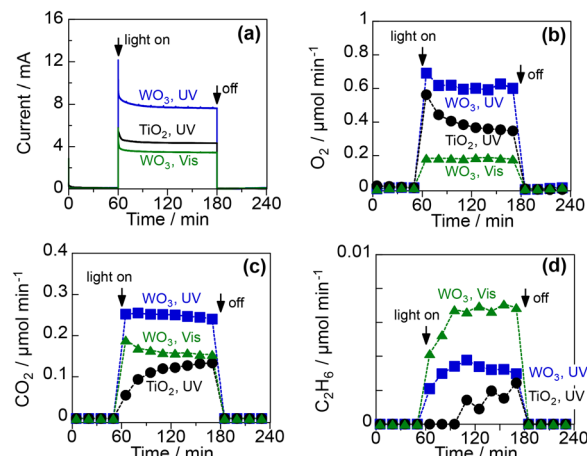 (a)
light on
off
WO₃, UV
TiO₂, UV
WO₃, Vis
Current / mA
16
12
8
4
0
0 60 120 180 240
Time / min
(b)
light on
off
WO₃, UV
TiO₂, UV
WO₃, Vis
O₂ / μmol min⁻¹
1
0.8
0.6
0.4
0.2
0
0 60 120 180 240
Time / min
(c)
light on
off
WO₃, UV
WO₃, Vis
TiO₂, UV
CO₂ / μmol min⁻¹
0.4
0.3
0.2
0.1
0
0 60 120 180 240
Time / min
(d)
WO₃, Vis
off
light on
WO₃, UV
TiO₂, UV
C₂H₆ / μmol min⁻¹
0.01
0
0 60 120 180 240
Time / min